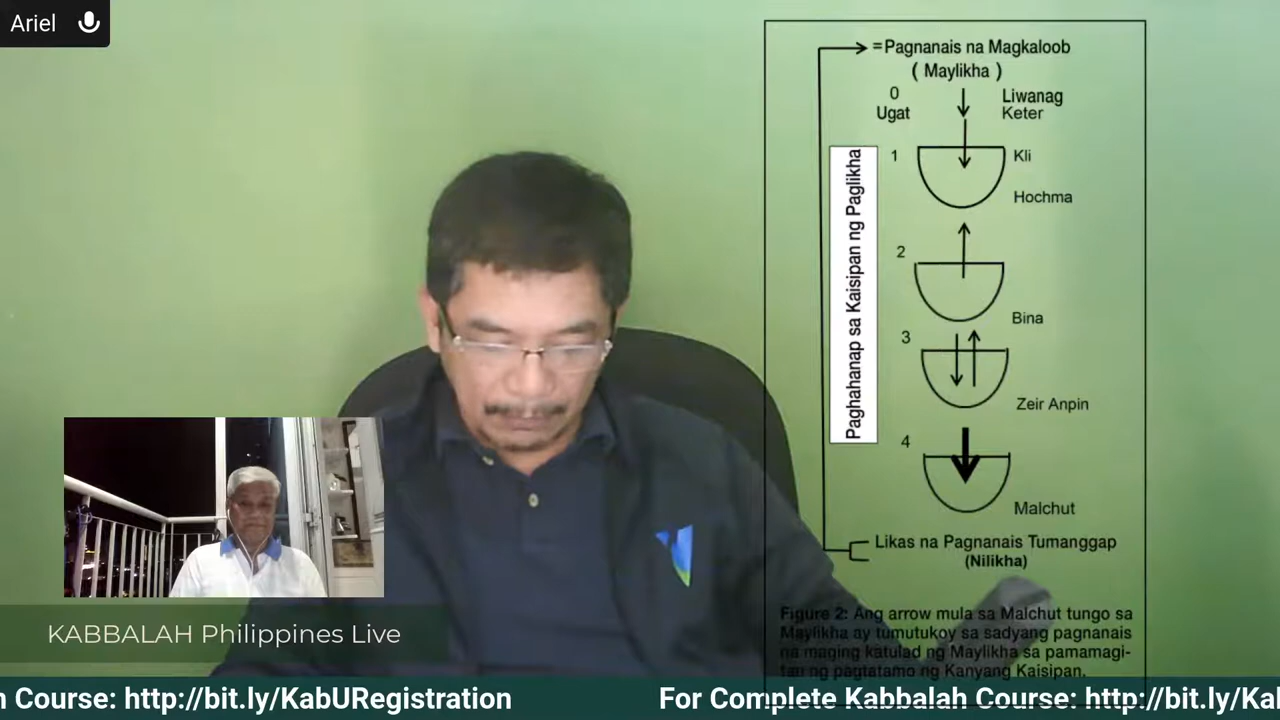 Ariel
=Pagnanais na Magkaloob
( Maylikha )
0
Ugat
Liwanag
Keter
1
Kli
Hochma
2
Bina
3
Zeir Anpin
4
Malchut
Paghahanap sa Kaisipan ng Paglikha
Likas na Pagnanais Tumanggap
(Nilikha)
Figure 2: Ang arrow mula sa Malchut tungo sa
Maylikha ay tumutukoy sa sadyang pagnanais
na maging katulad ng Maylikha sa pamamagi-
tan ng pagtatamo ng Kanyang Kaisipan.
KABBALAH Philippines Live
n Course: http://bit.ly/KabURegistration
For Complete Kabbalah Course: http://bit.ly/Kal